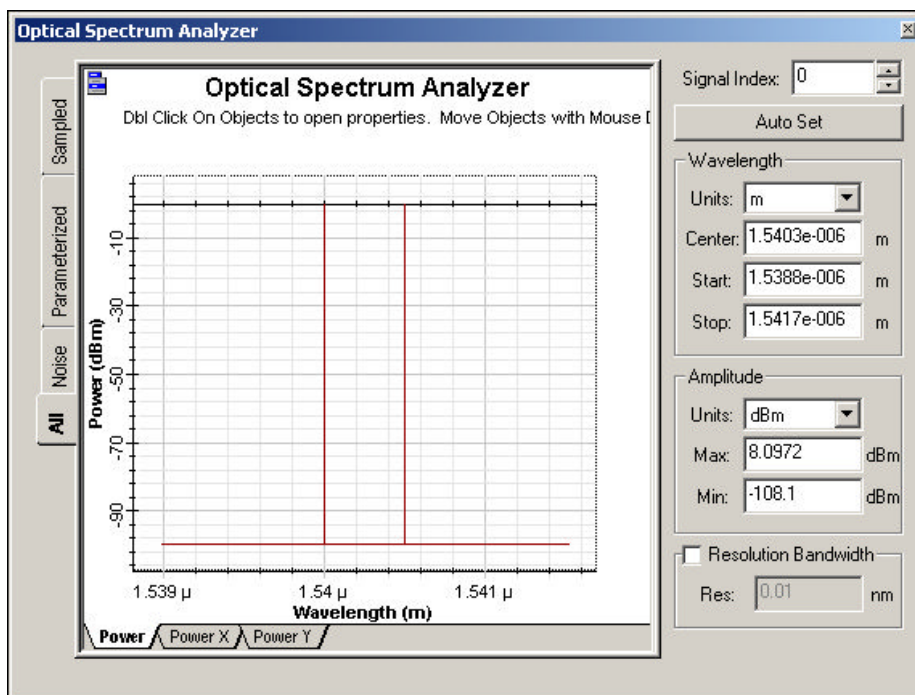 Optical Spectrum Analyzer
Sampled
Parameterized
Noise
All
Optical Spectrum Analyzer
Dbl Click On Objects to open properties. Move Objects with Mouse D
Power (dBm)
-10
-30
-50
-70
-90
1.539 µ
1.54 µ
1.541 µ
Wavelength (m)
Power
Power X
Power Y
Signal Index: 0
Auto Set
Wavelength
Units: m
Center: 1.5403e-006 m
Start: 1.5388e-006 m
Stop: 1.5417e-006 m
Amplitude
Units: dBm
Max: 8.0972 dBm
Min: -108.1 dBm
Resolution Bandwidth
Res: 0.01 nm